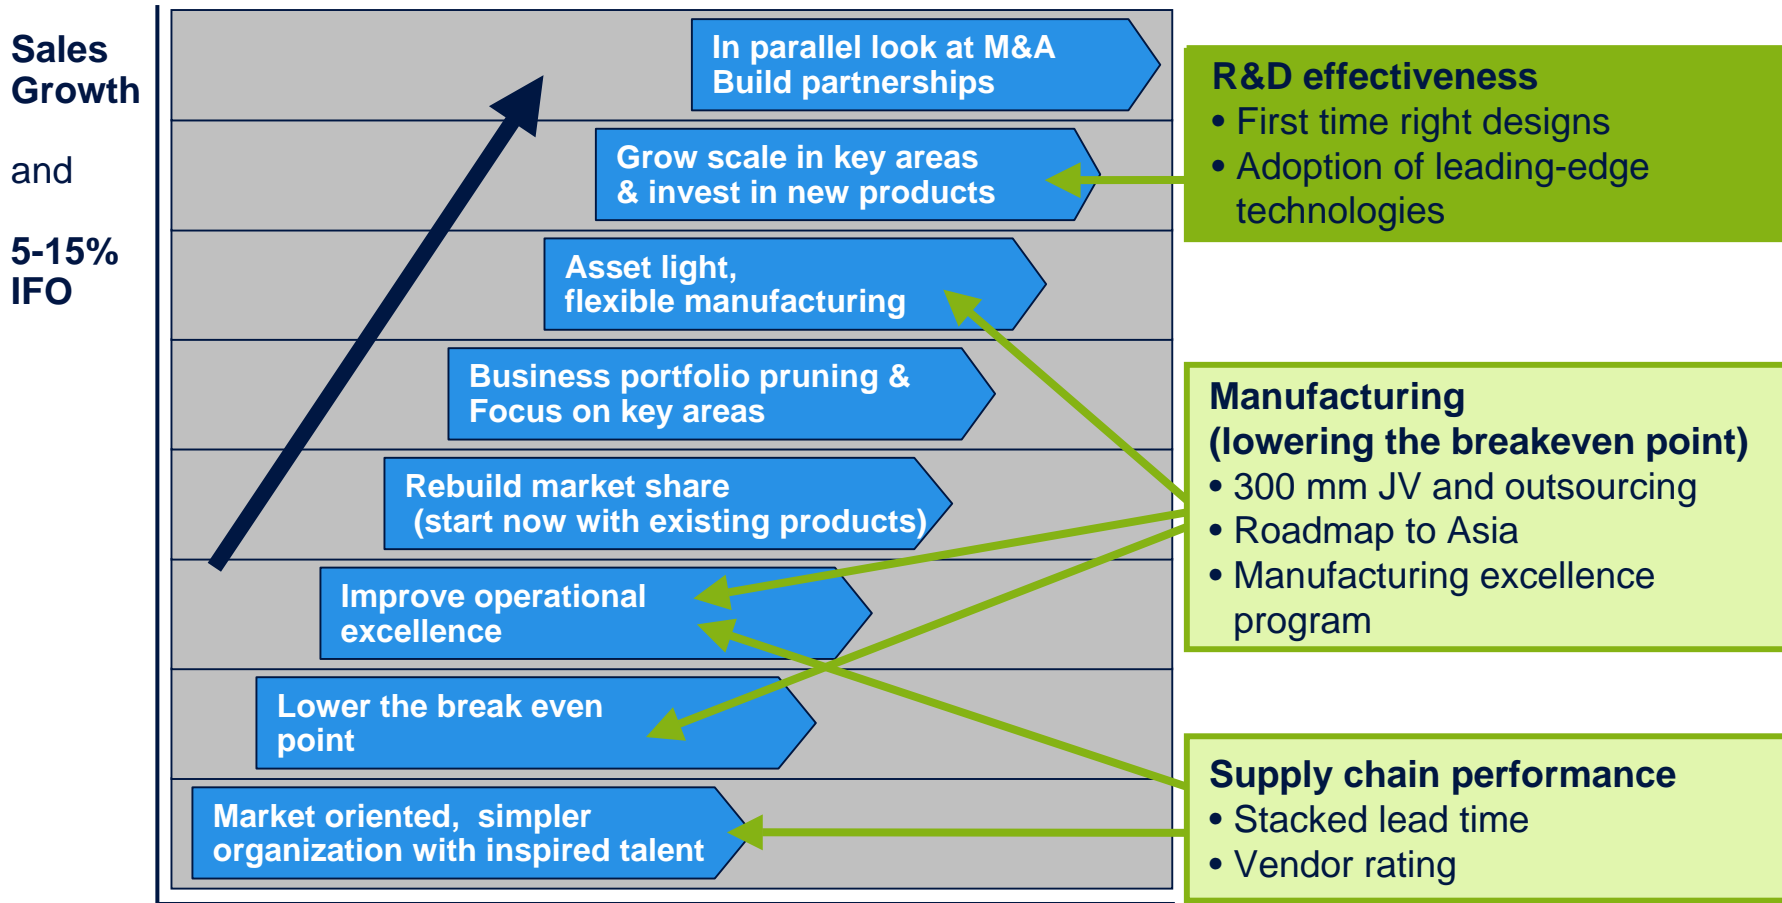 Sales
Growth
and
5-15%
IFO
In parallel look at M&A
Build partnerships
Grow scale in key areas
& invest in new products
Asset light,
flexible manufacturing
Business portfolio pruning &
Focus on key areas
Rebuild market share
(start now with existing products)
Improve operational
excellence
Lower the break even
point
Market oriented, simpler
organization with inspired talent
R&D effectiveness
• First time right designs
• Adoption of leading-edge
technologies
Manufacturing
(lowering the breakeven point)
• 300 mm JV and outsourcing
• Roadmap to Asia
• Manufacturing excellence
program
Supply chain performance
• Stacked lead time
• Vendor rating